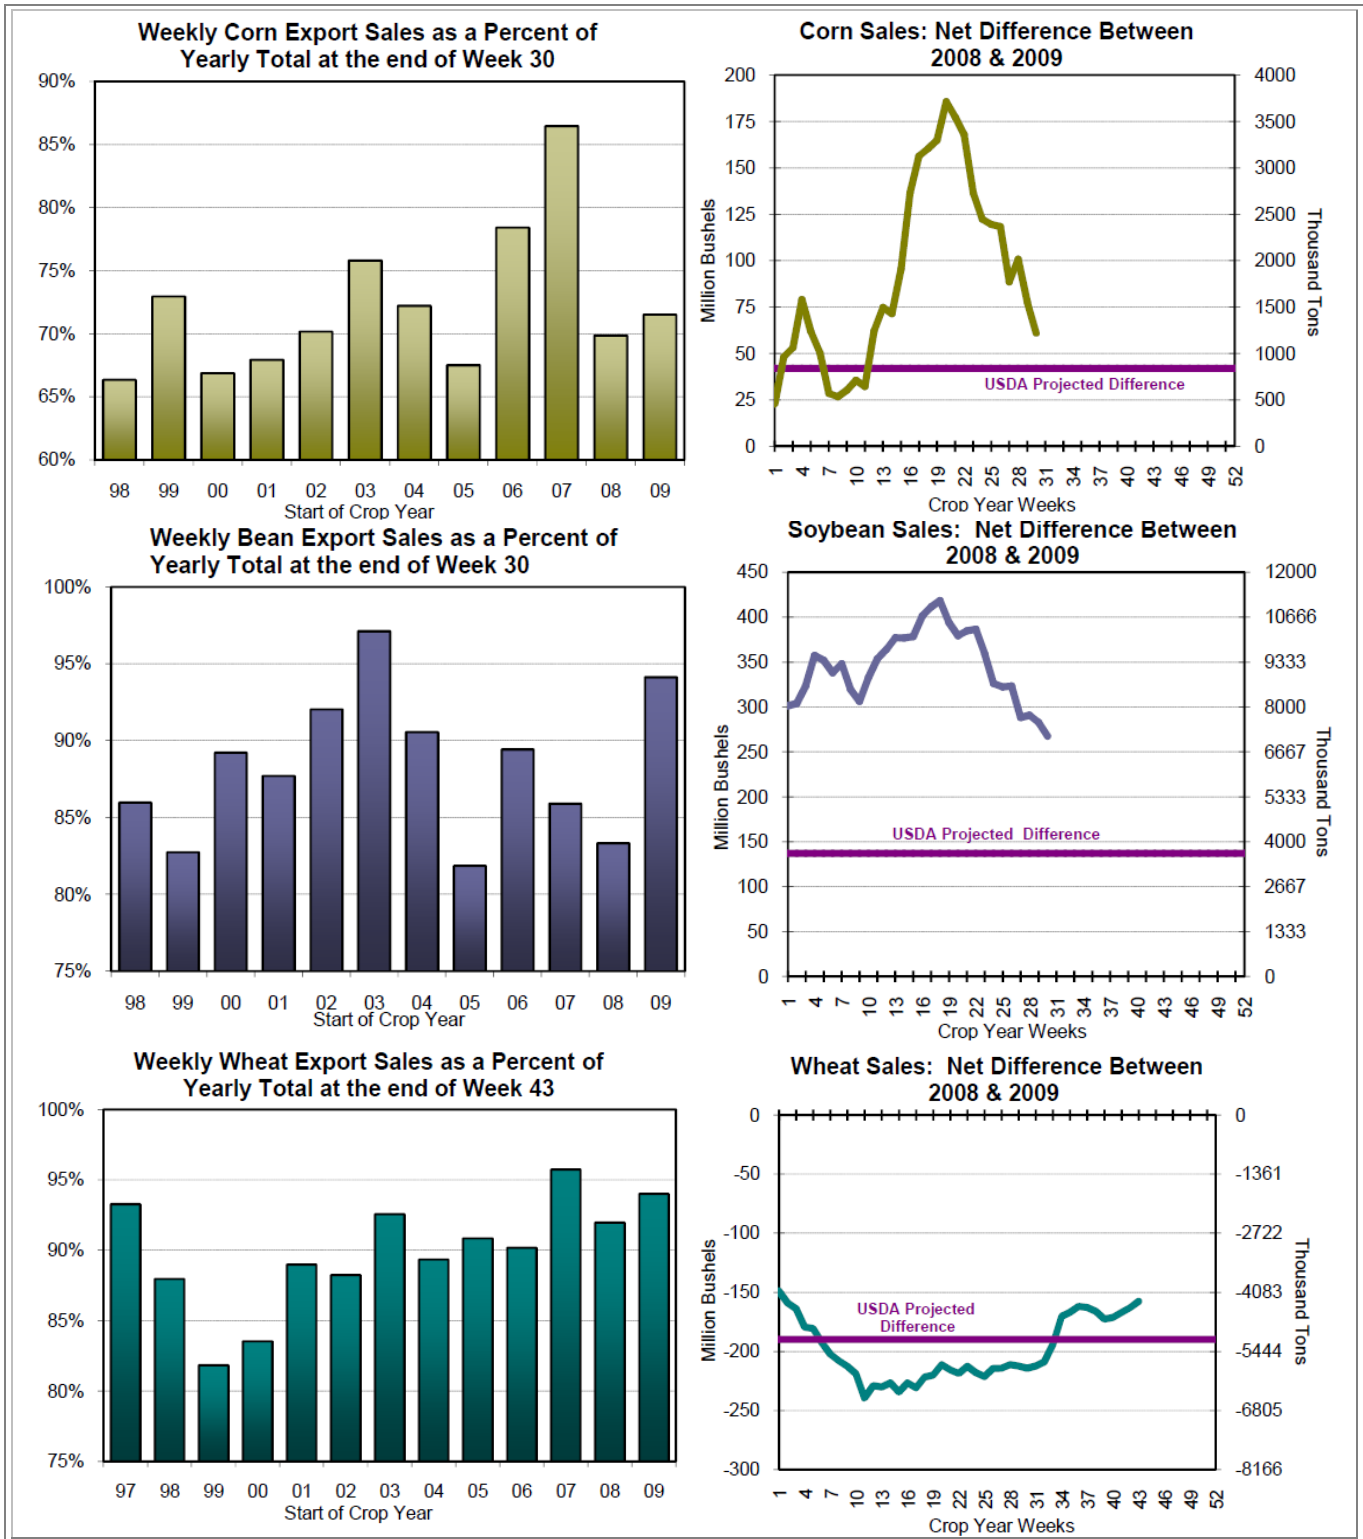 Weekly Corn Export Sales as a Percent of
Yearly Total at the end of Week 30
90%
85%
80%
75%
70%
65%
60%
98 99 00 01 02 03 04 05 06 07 08 09
Start of Crop Year
Corn Sales: Net Difference Between
2008 & 2009
200
175
150
125
100
75
50
25
0
Million Bushels
4000
3500
3000
2500
2000
1500
1000
500
0
Thousand Tons
USDA Projected Difference
1 4 7 10 13 16 19 22 25 28 31 34 37 40 43 46 49 52
Crop Year Weeks
Weekly Bean Export Sales as a Percent of
Yearly Total at the end of Week 30
100%
95%
90%
85%
80%
75%
98 99 00 01 02 03 04 05 06 07 08 09
Start of Crop Year
Soybean Sales: Net Difference Between
2008 & 2009
450
400
350
300
250
200
150
100
50
0
Million Bushels
12000
10666
9333
8000
6667
5333
4000
2667
1333
0
Thousand Tons
USDA Projected Difference
1 4 7 10 13 16 19 22 25 28 31 34 37 40 43 46 49 52
Crop Year Weeks
Weekly Wheat Export Sales as a Percent of
Yearly Total at the end of Week 43
100%
95%
90%
85%
80%
75%
97 98 99 00 01 02 03 04 05 06 07 08 09
Start of Crop Year
Wheat Sales: Net Difference Between
2008 & 2009
0
-50
-100
-150
-200
-250
-300
Million Bushels
0
-1361
-2722
-4083
-5444
-6805
-8166
Thousand Tons
USDA Projected
Difference
1 4 7 10 13 16 19 22 25 28 31 34 37 40 43 46 49 52
Crop Year Weeks